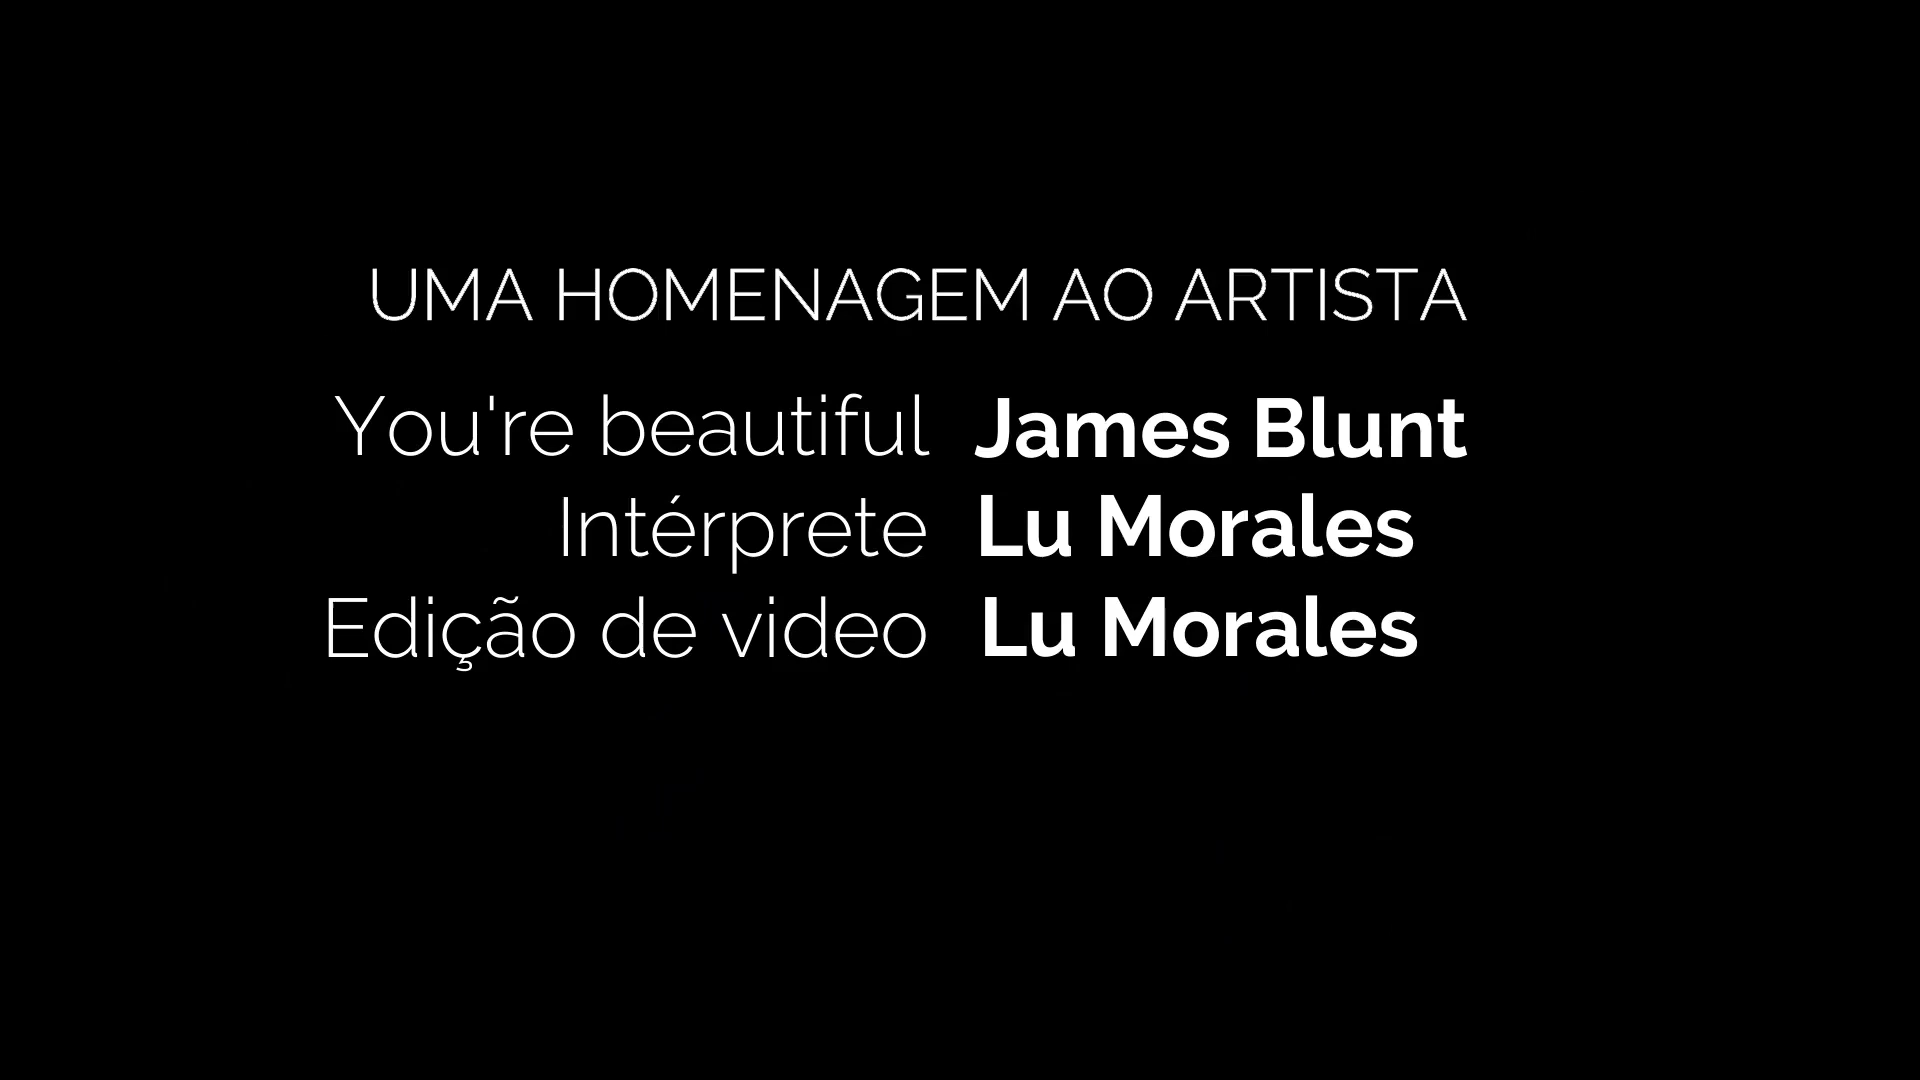 UMA HOMENAGEM AO ARTISTA
You're beautiful James Blunt
Intérprete Lu Morales
Edição de video Lu Morales